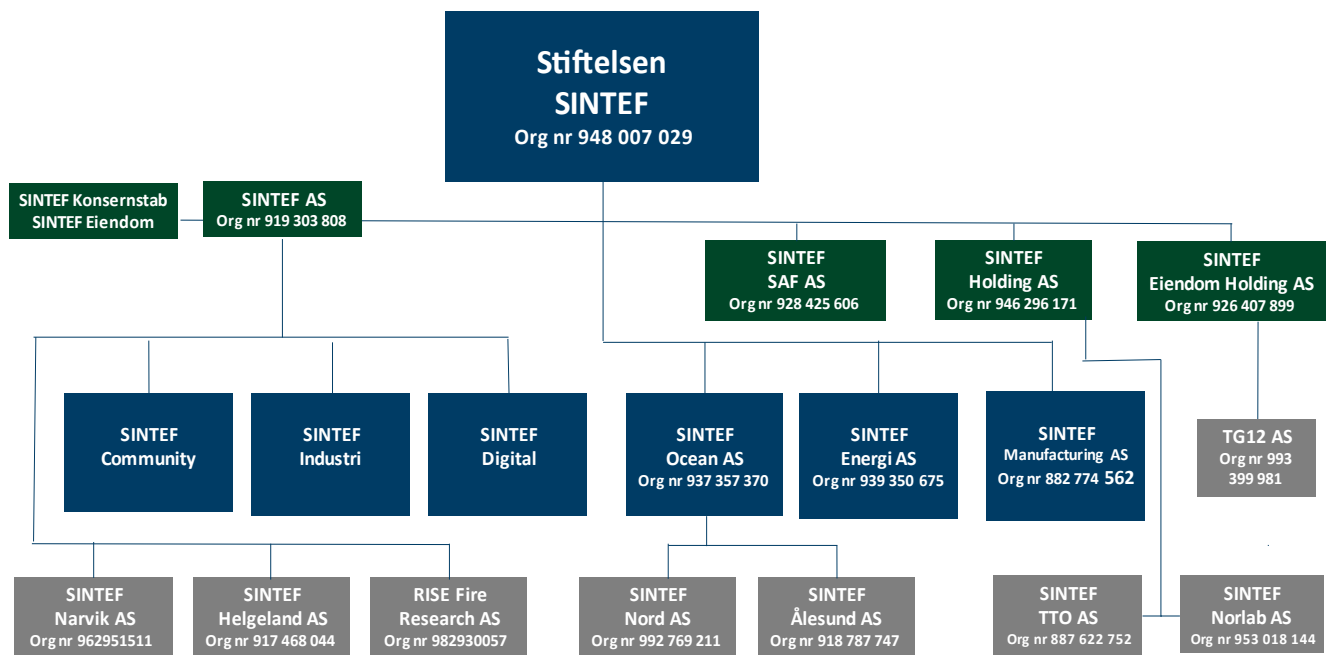 Stiftelsen
SINTEF
Org nr 948 007 029
SINTEF Konsernstab
SINTEF Eiendom
SINTEF AS
Org nr 919 303 808
SINTEF
SAF AS
Org nr 928 425 606
SINTEF
Holding AS
Org nr 946 296 171
SINTEF
Eiendom Holding AS
Org nr 926 407 899
SINTEF
Community
SINTEF
Industri
SINTEF
Digital
SINTEF
Ocean AS
Org nr 937 357 370
SINTEF
Energi AS
Org nr 939 350 675
SINTEF
Manufacturing AS
Org nr 882 774 562
TG12 AS
Org nr 993
399 981
SINTEF
Narvik AS
Org nr 962951511
SINTEF
Helgeland AS
Org nr 917 468 044
RISE Fire
Research AS
Org nr 982930057
SINTEF
Nord AS
Org nr 992 769 211
SINTEF
Ålesund AS
Org nr 918 787 747
SINTEF
TTO AS
Org nr 887 622 752
SINTEF
Norlab AS
Org nr 953 018 144